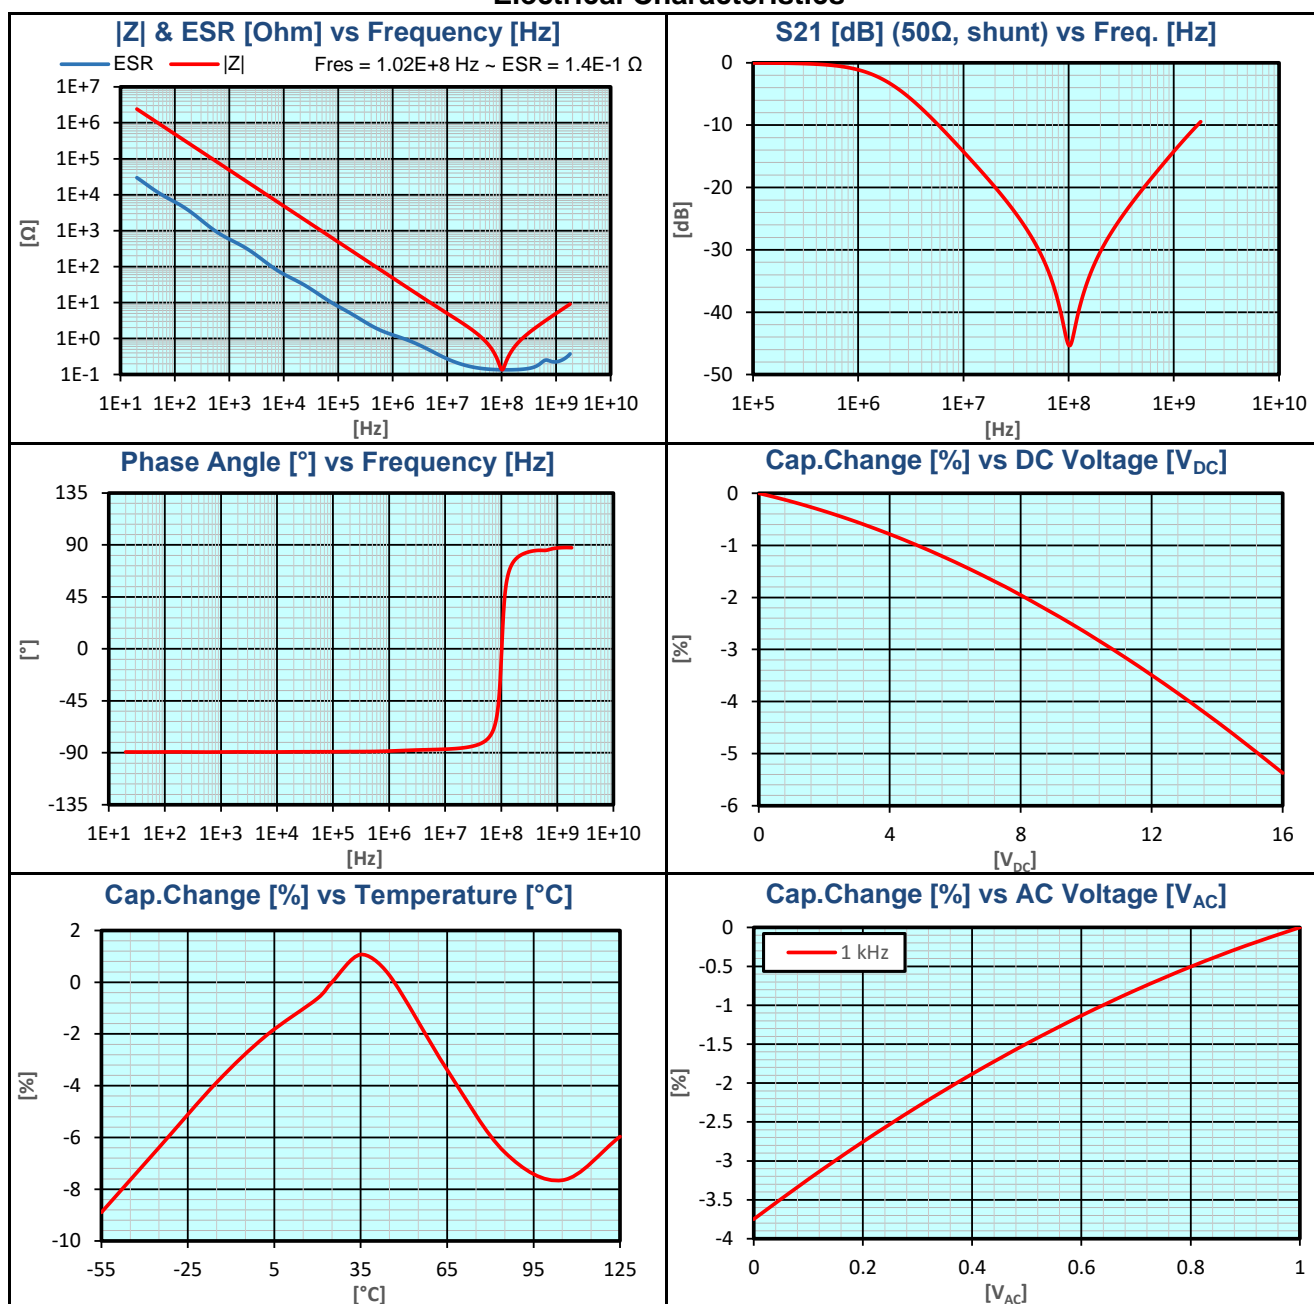 Electrical Characteristics
|Z| & ESR [Ohm] vs Frequency [Hz]
ESR |Z| Fres = 1.02E+8 Hz ~ ESR = 1.4E-1 Ω
1E+7
1E+6
1E+5
1E+4
1E+3
1E+2
1E+1
1E+0
1E-1
[Ω]
1E+1 1E+2 1E+3 1E+4 1E+5 1E+6 1E+7 1E+8 1E+9 1E+10
[Hz]
S21 [dB] (50Ω, shunt) vs Freq. [Hz]
0
-10
-20
-30
-40
-50
[dB]
1E+5 1E+6 1E+7 1E+8 1E+9 1E+10
[Hz]
Phase Angle [°] vs Frequency [Hz]
135
90
45
0
-45
-90
-135
[°]
1E+1 1E+2 1E+3 1E+4 1E+5 1E+6 1E+7 1E+8 1E+9 1E+10
[Hz]
Cap.Change [%] vs DC Voltage [VDC]
0
-1
-2
-3
-4
-5
-6
[%]
0 4 8 12 16
[VDC]
Cap.Change [%] vs Temperature [°C]
2
0
-2
-4
-6
-8
-10
[%]
-55 -25 5 35 65 95 125
[°C]
Cap.Change [%] vs AC Voltage [VAC]
1 kHz
0
-0.5
-1
-1.5
-2
-2.5
-3
-3.5
-4
[%]
0 0.2 0.4 0.6 0.8 1
[VAC]